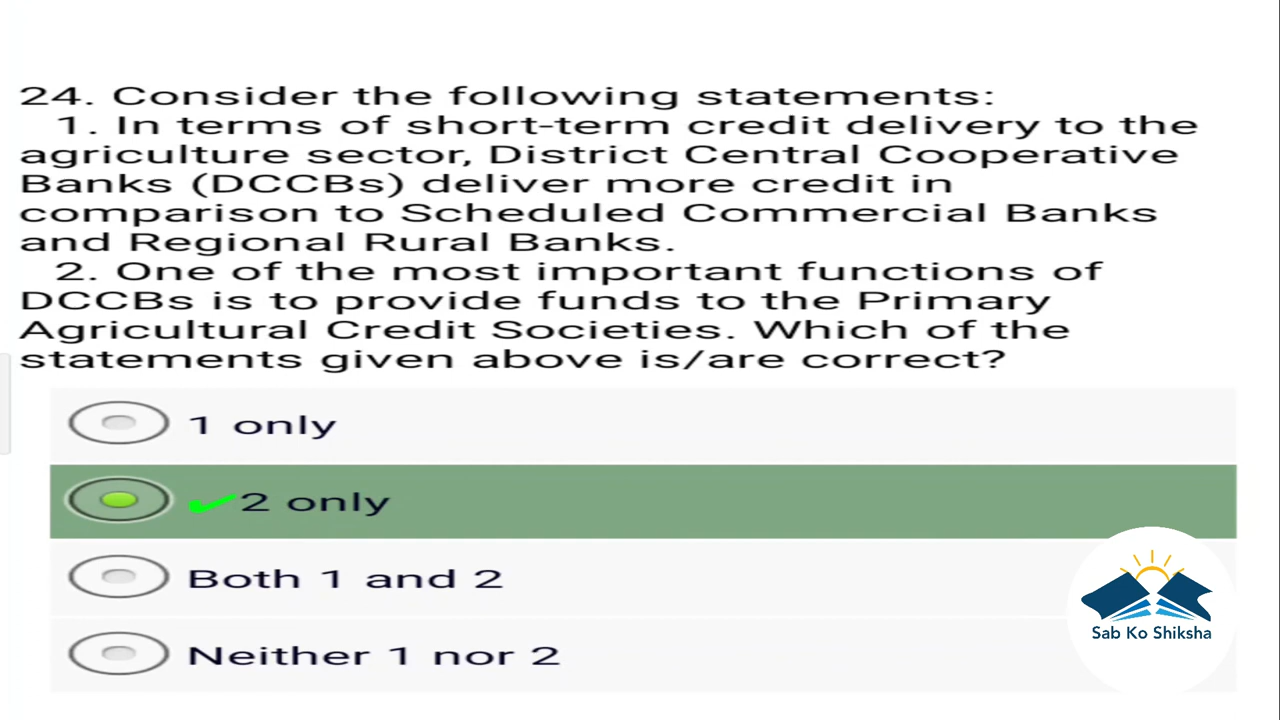 24. Consider the following statements:
1. In terms of short-term credit delivery to the
agriculture sector, District Central Cooperative
Banks (DCCBs) deliver more credit in
comparison to Scheduled Commercial Banks
and Regional Rural Banks.
2. One of the most important functions of
DCCBs is to provide funds to the Primary
Agricultural Credit Societies. Which of the
statements given above is/are correct?
1 only
✔2 only
Both 1 and 2
Neither 1 nor 2
Sab Ko Shiksha